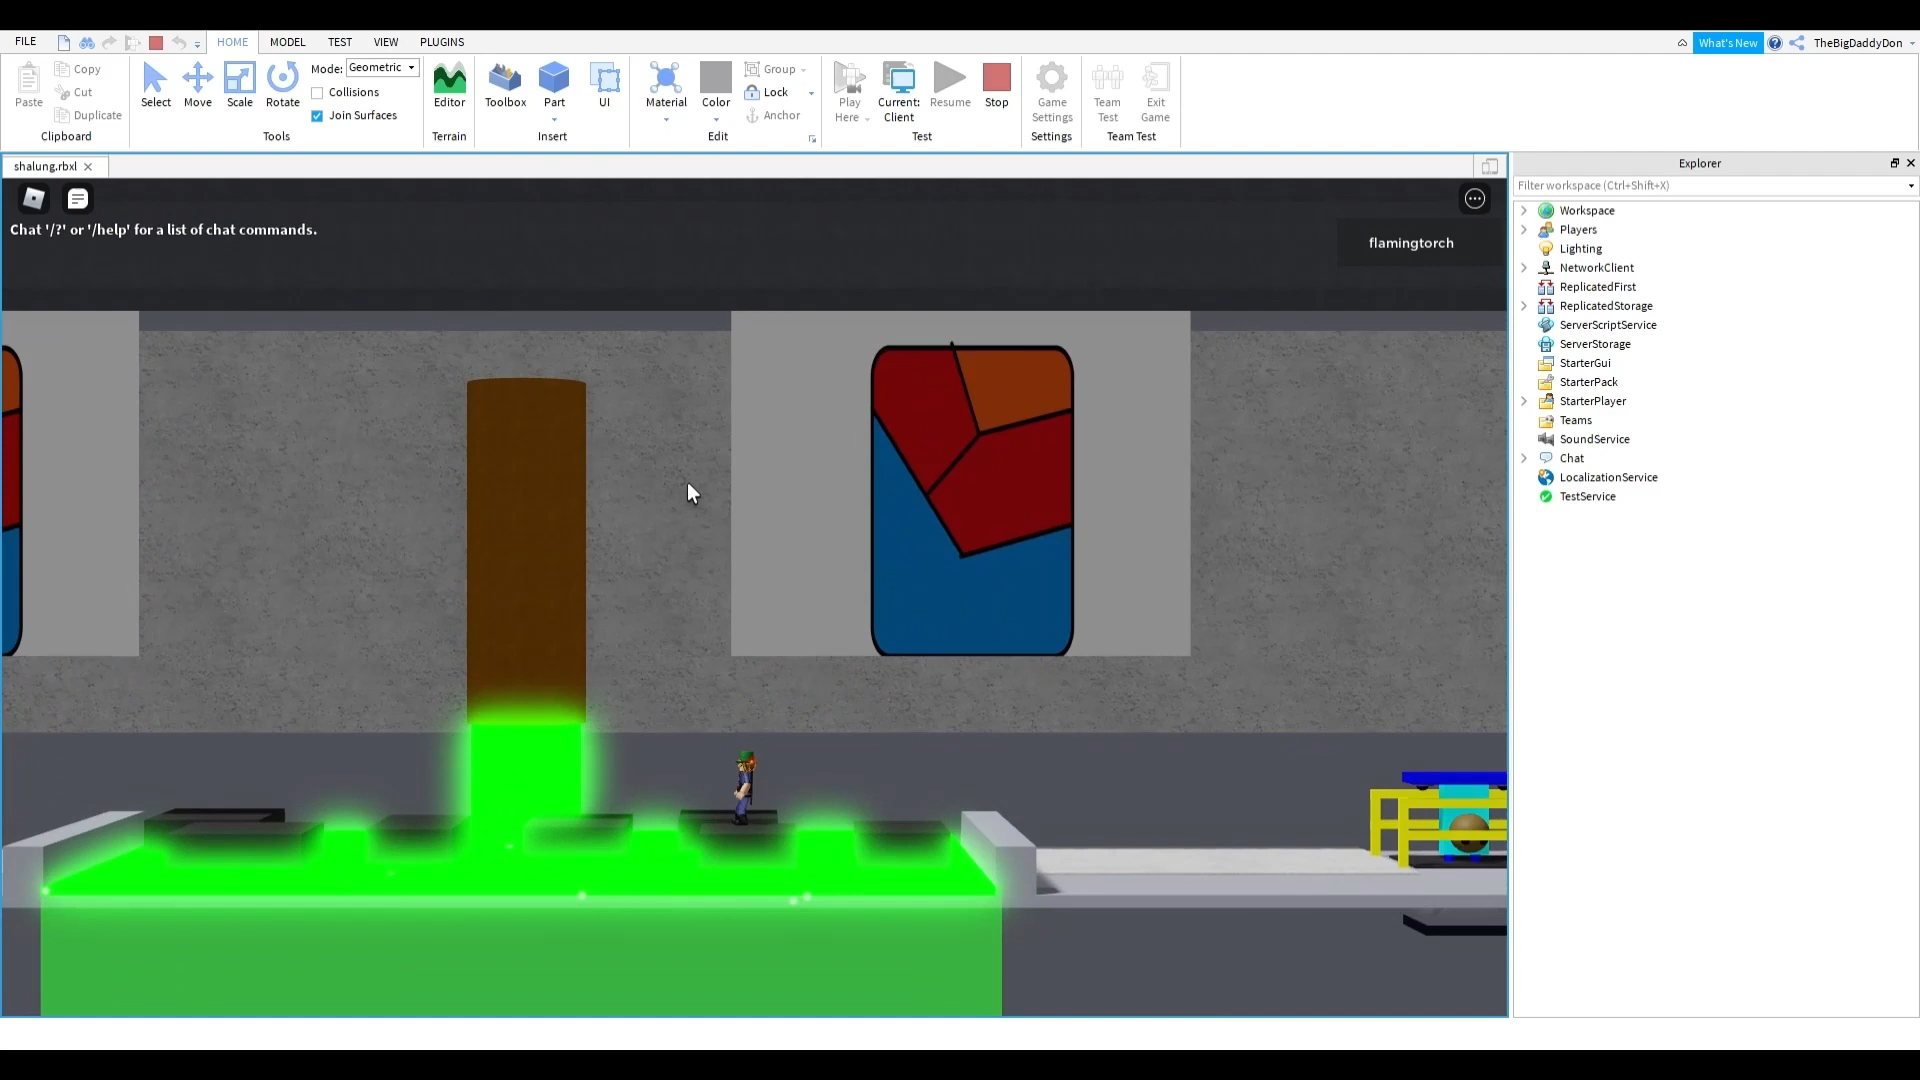 FILE
HOME
MODEL
TEST
VIEW
PLUGINS
What's New
TheBigDaddyDon
Paste
Copy
Cut
Duplicate
Clipboard
Select
Move
Scale
Rotate
Mode: Geometric
Collisions
Join Surfaces
Tools
Editor
Terrain
Toolbox
Part
UI
Insert
Material
Color
Group
Lock
Anchor
Edit
Play
Here
Current:
Client
Resume
Stop
Test
Game
Settings
Settings
Team
Test
Exit
Game
Team Test
shalung.rbxl
Chat '/?' or '/help' for a list of chat commands.
flamingtorch
Explorer
Filter workspace (Ctrl+Shift+X)
Workspace
Players
Lighting
NetworkClient
ReplicatedFirst
ReplicatedStorage
ServerScriptService
ServerStorage
StarterGui
StarterPack
StarterPlayer
Teams
SoundService
Chat
LocalizationService
TestService